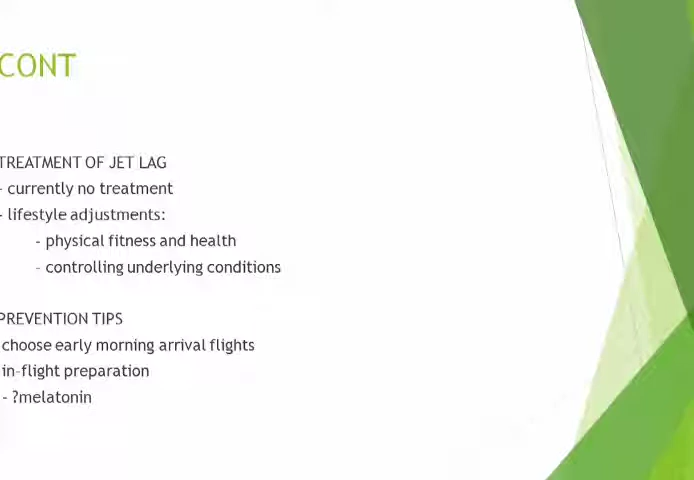 CONT
TREATMENT OF JET LAG
- currently no treatment
- lifestyle adjustments:
- physical fitness and health
- controlling underlying conditions
PREVENTION TIPS
choose early morning arrival flights
in-flight preparation
- ?melatonin